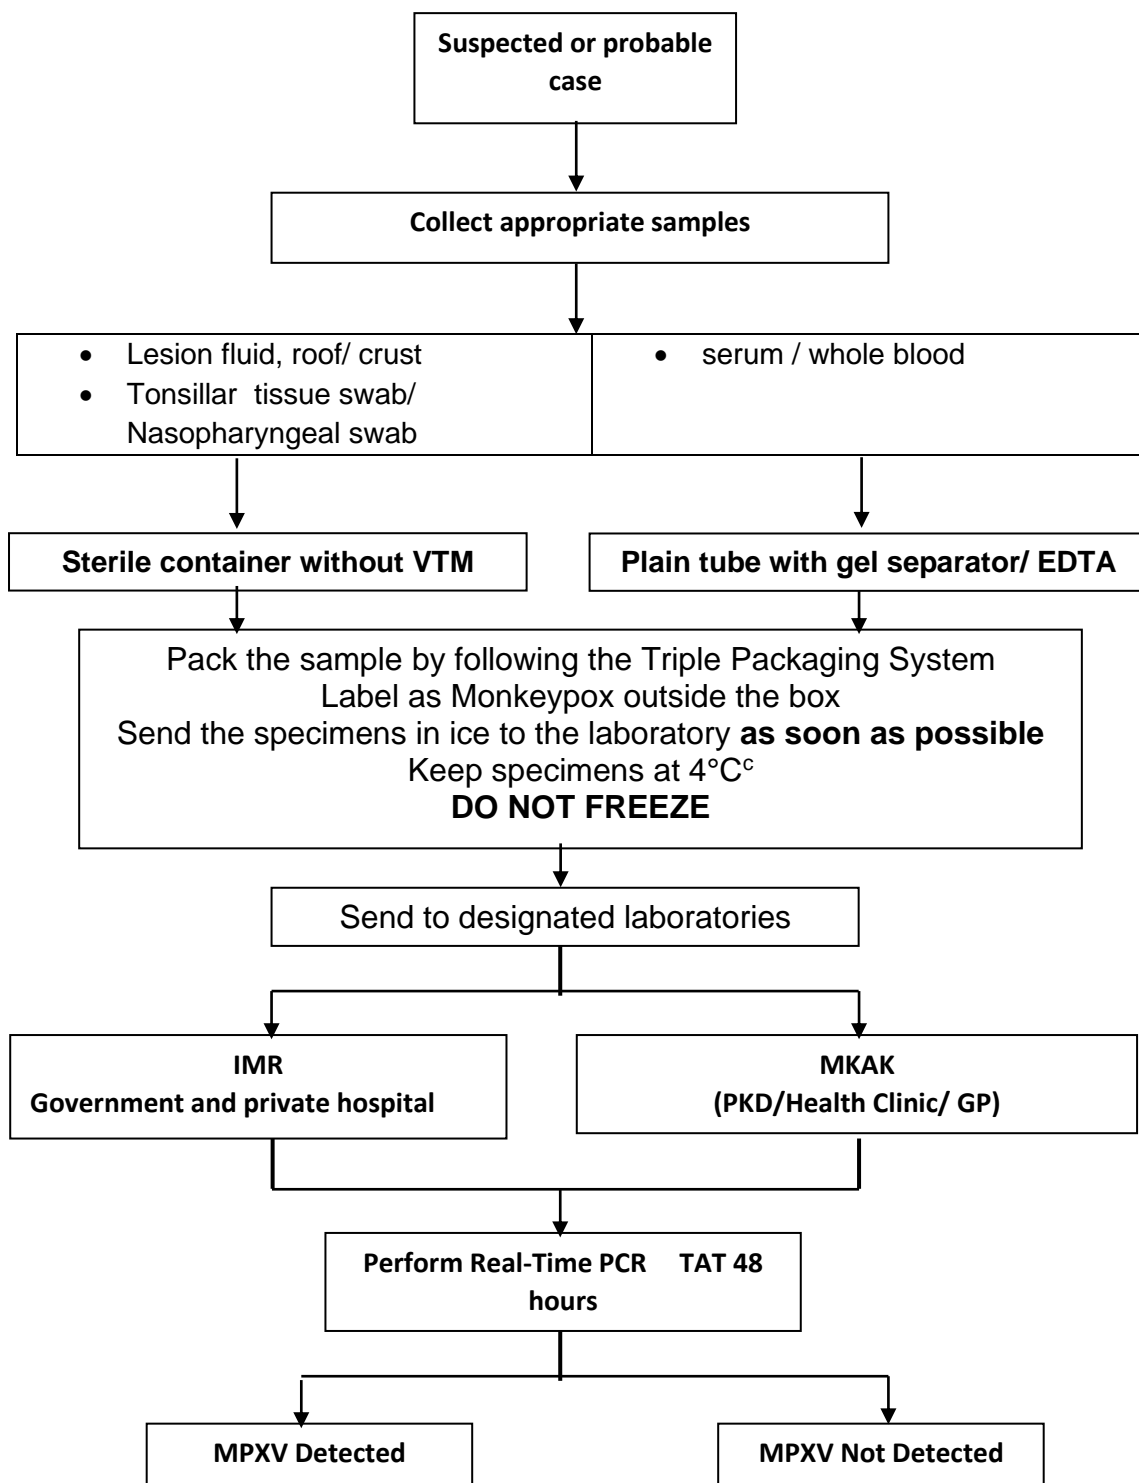 Suspected or probable
case
Collect appropriate samples
• Lesion fluid, roof/ crust
• Tonsillar tissue swab/
Nasopharyngeal swab
• serum / whole blood
Sterile container without VTM
Plain tube with gel separator/ EDTA
Pack the sample by following the Triple Packaging System
Label as Monkeypox outside the box
Send the specimens in ice to the laboratory as soon as possible
Keep specimens at 4°Cᶜ
DO NOT FREEZE
Send to designated laboratories
IMR
Government and private hospital
MKAK
(PKD/Health Clinic/ GP)
Perform Real-Time PCR TAT 48
hours
MPXV Detected
MPXV Not Detected